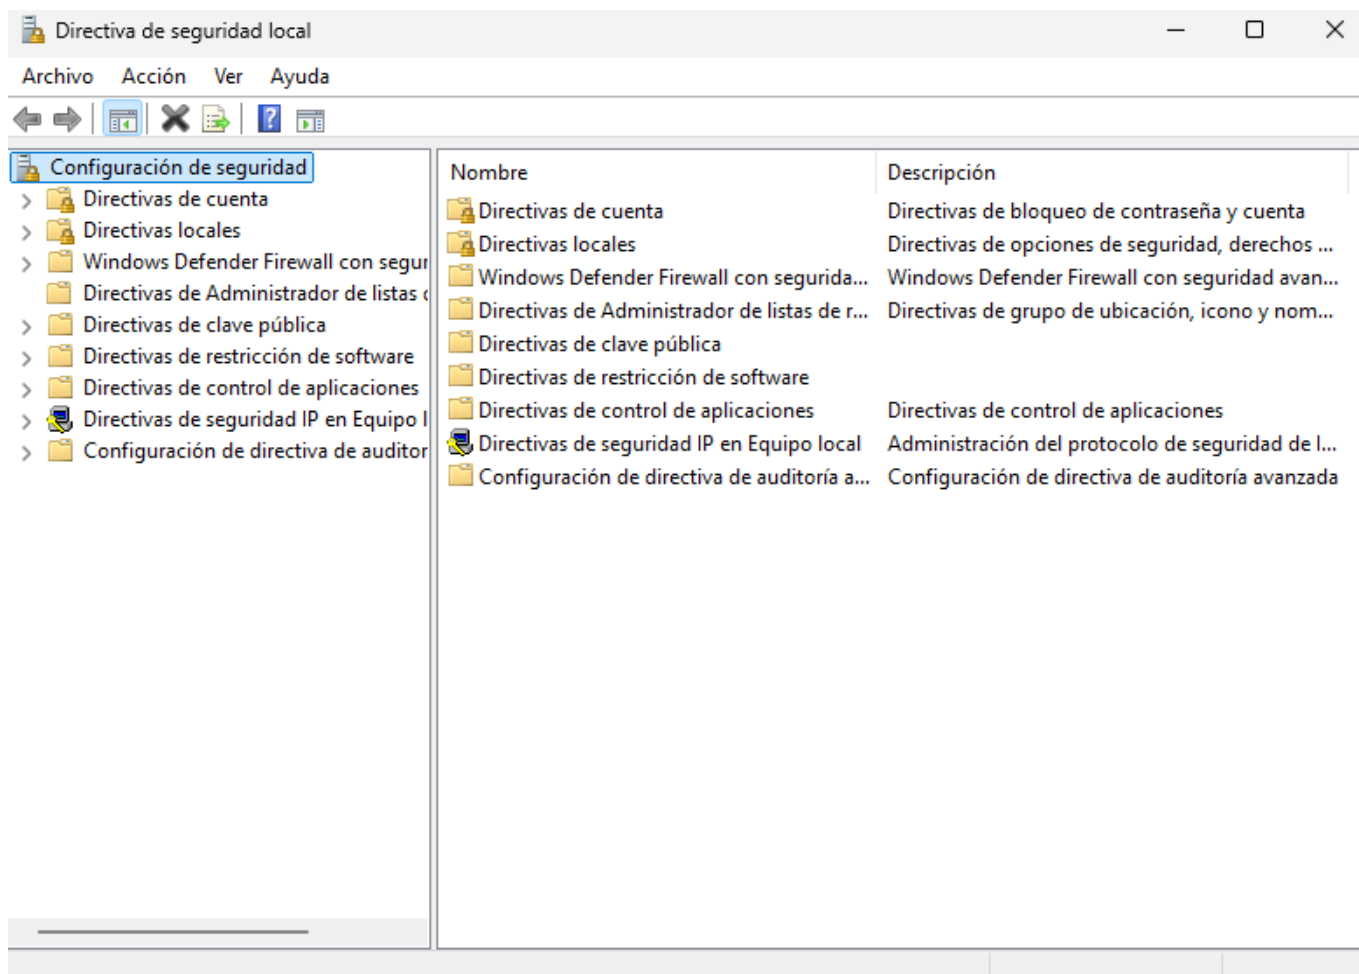 Directiva de seguridad local
Archivo Acción Ver Ayuda
Configuración de seguridad
Directivas de cuenta
Directivas locales
Windows Defender Firewall con segur
Directivas de Administrador de listas
Directivas de clave pública
Directivas de restricción de software
Directivas de control de aplicaciones
Directivas de seguridad IP en Equipo l
Configuración de directiva de auditor
Nombre Descripción
Directivas de cuenta Directivas de bloqueo de contraseña y cuenta
Directivas locales Directivas de opciones de seguridad, derechos ...
Windows Defender Firewall con segurida... Windows Defender Firewall con seguridad avan...
Directivas de Administrador de listas de r... Directivas de grupo de ubicación, icono y nom...
Directivas de clave pública
Directivas de restricción de software
Directivas de control de aplicaciones Directivas de control de aplicaciones
Directivas de seguridad IP en Equipo local Administración del protocolo de seguridad de l...
Configuración de directiva de auditoría a... Configuración de directiva de auditoría avanzada